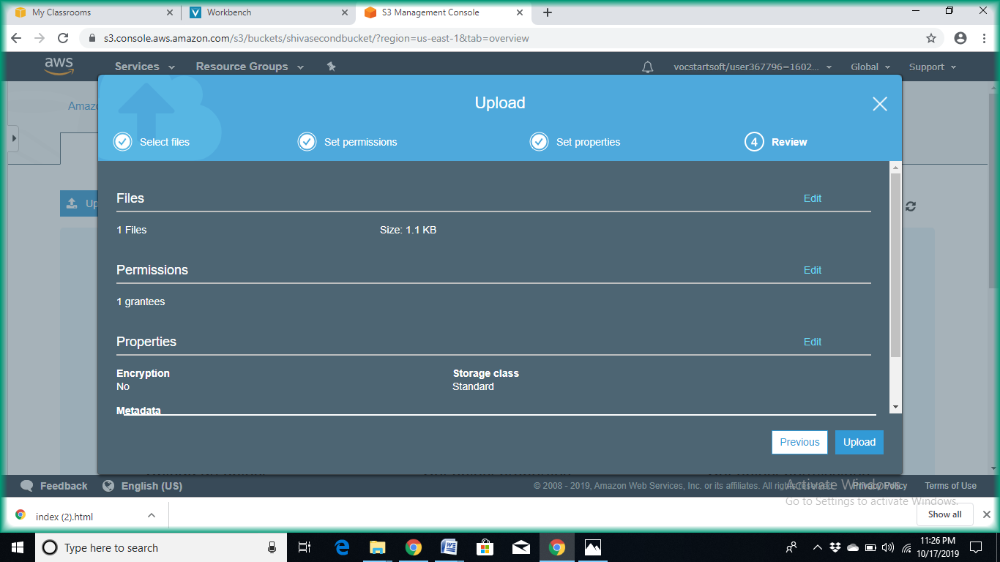 My Classrooms
Workbench
S3 Management Console
s3.console.aws.amazon.com/s3/buckets/shivasecondbucket/?region=us-east-1&tab=overview
aws
Services
Resource Groups
vocstartsoft/user367796=1602...
Global
Support
Amazo
Upload
Select files
Set permissions
Set properties
4 Review
Up
Files
Edit
1 Files
Size: 1.1 KB
Permissions
Edit
1 grantees
Properties
Edit
Encryption
Storage class
No
Standard
Metadata
Previous
Upload
Feedback
English (US)
© 2008 - 2019, Amazon Web Services, Inc. or its affiliates. All rights reserved.
Privacy Policy
Terms of Use
Activate Windows
Go to Settings to activate Windows.
index (2).html
Show all
Type here to search
11:26 PM
10/17/2019